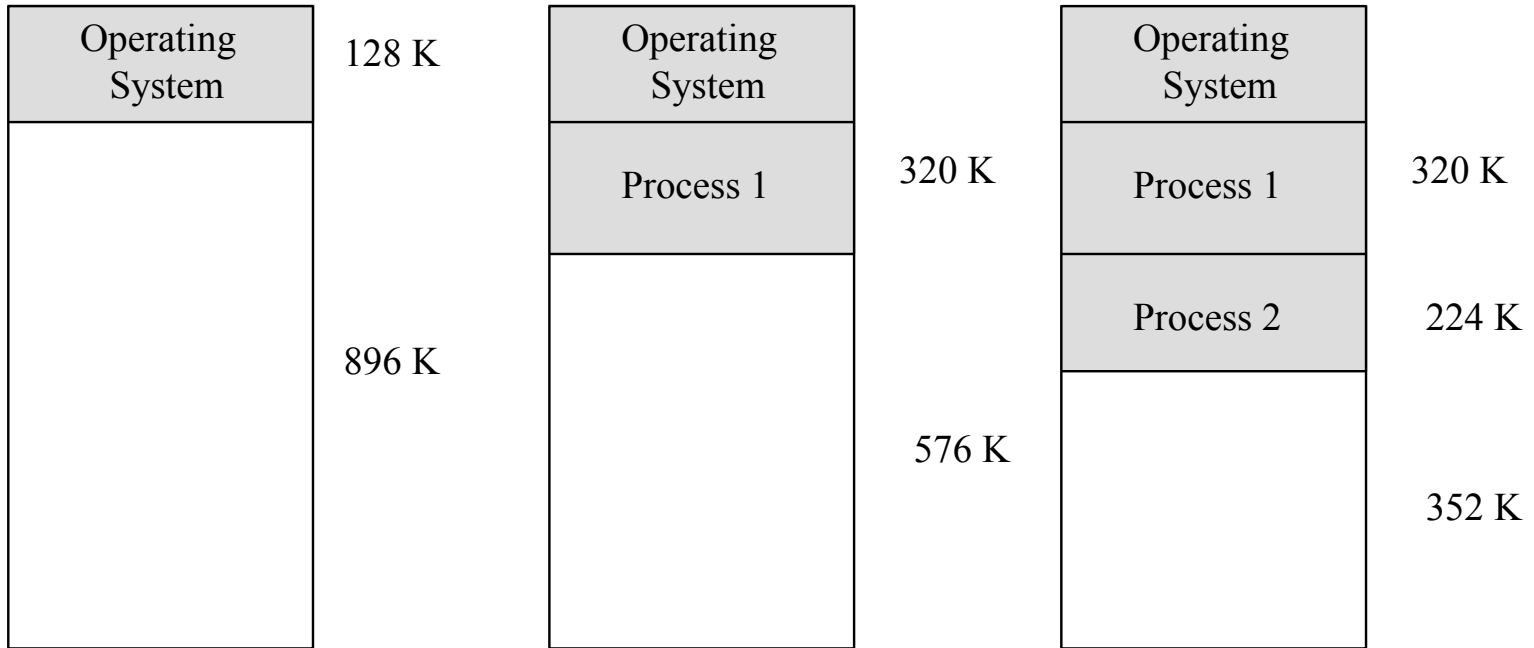 Operating
System
128 K
896 K
Operating
System
Process 1
320 K
576 K
Operating
System
Process 1
320 K
Process 2
224 K
352 K